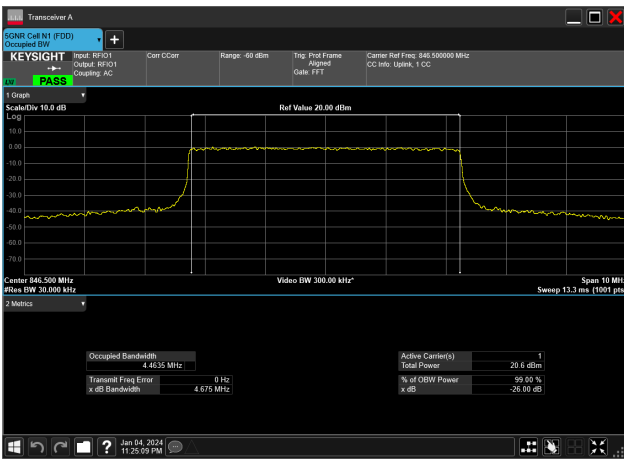 Transceiver A
5GNR Cell N1 (FDD)
Occupied BW
KEYSIGHT
Input: RFIO1
Output: RFIO1
Coupling: AC
Corr CCorr
Range: -60 dBm
Trig: Prot Frame
Aligned
Gate: FFT
Carrier Ref Freq: 846.500000 MHz
CC Info: Uplink, 1 CC
LW PASS
1 Graph
Scale/Div 10.0 dB
Ref Value 20.00 dBm
Log
10.0
0.00
-10.0
-20.0
-30.0
-40.0
-50.0
-60.0
-70.0
Center 846.500 MHz
Video BW 300.00 kHz*
Span 10 MHz
#Res BW 30.000 kHz
Sweep 13.3 ms (1001 pts
2 Metrics
Occupied Bandwidth
4.4635 MHz
Active Carrier(s) 1
Total Power 20.6 dBm
Transmit Freq Error 0 Hz
x dB Bandwidth 4.675 MHz
% of OBW Power 99.00 %
x dB -26.00 dB
?
Jan 04, 2024
11:25:09 PM